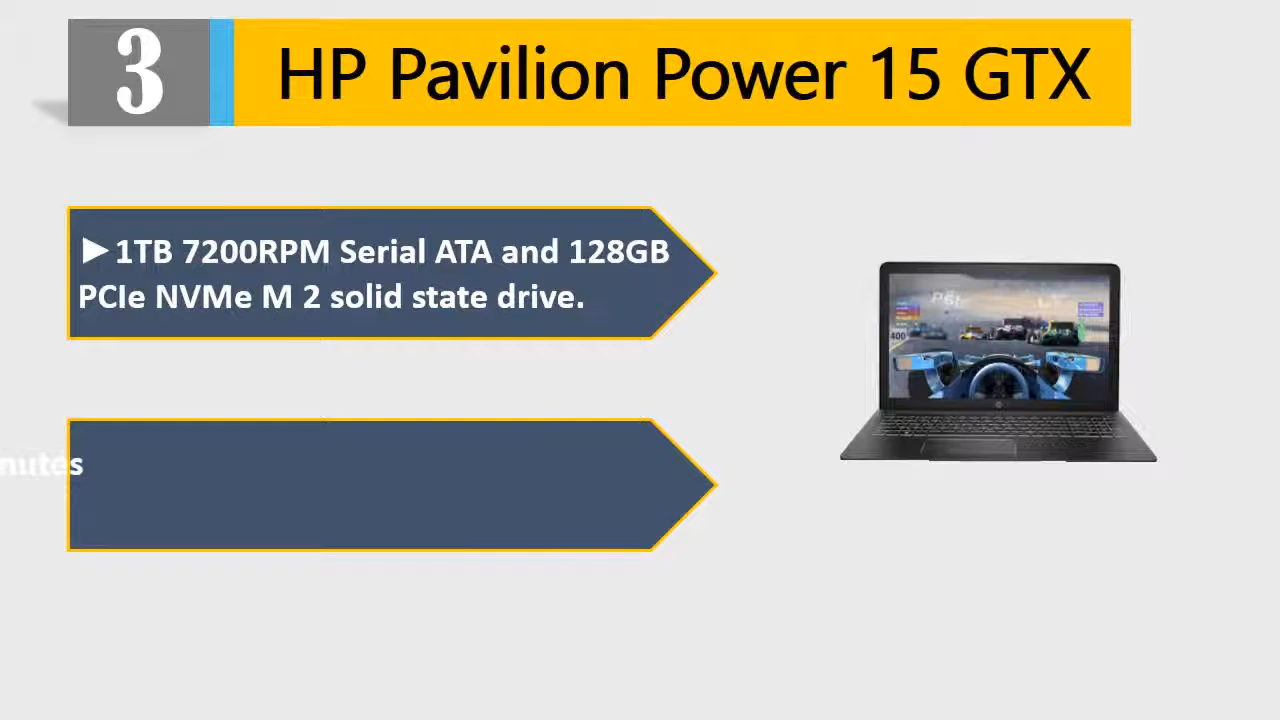 3 HP Pavilion Power 15 GTX
►1TB 7200RPM Serial ATA and 128GB
PCIe NVMe M 2 solid state drive.
400
nutes